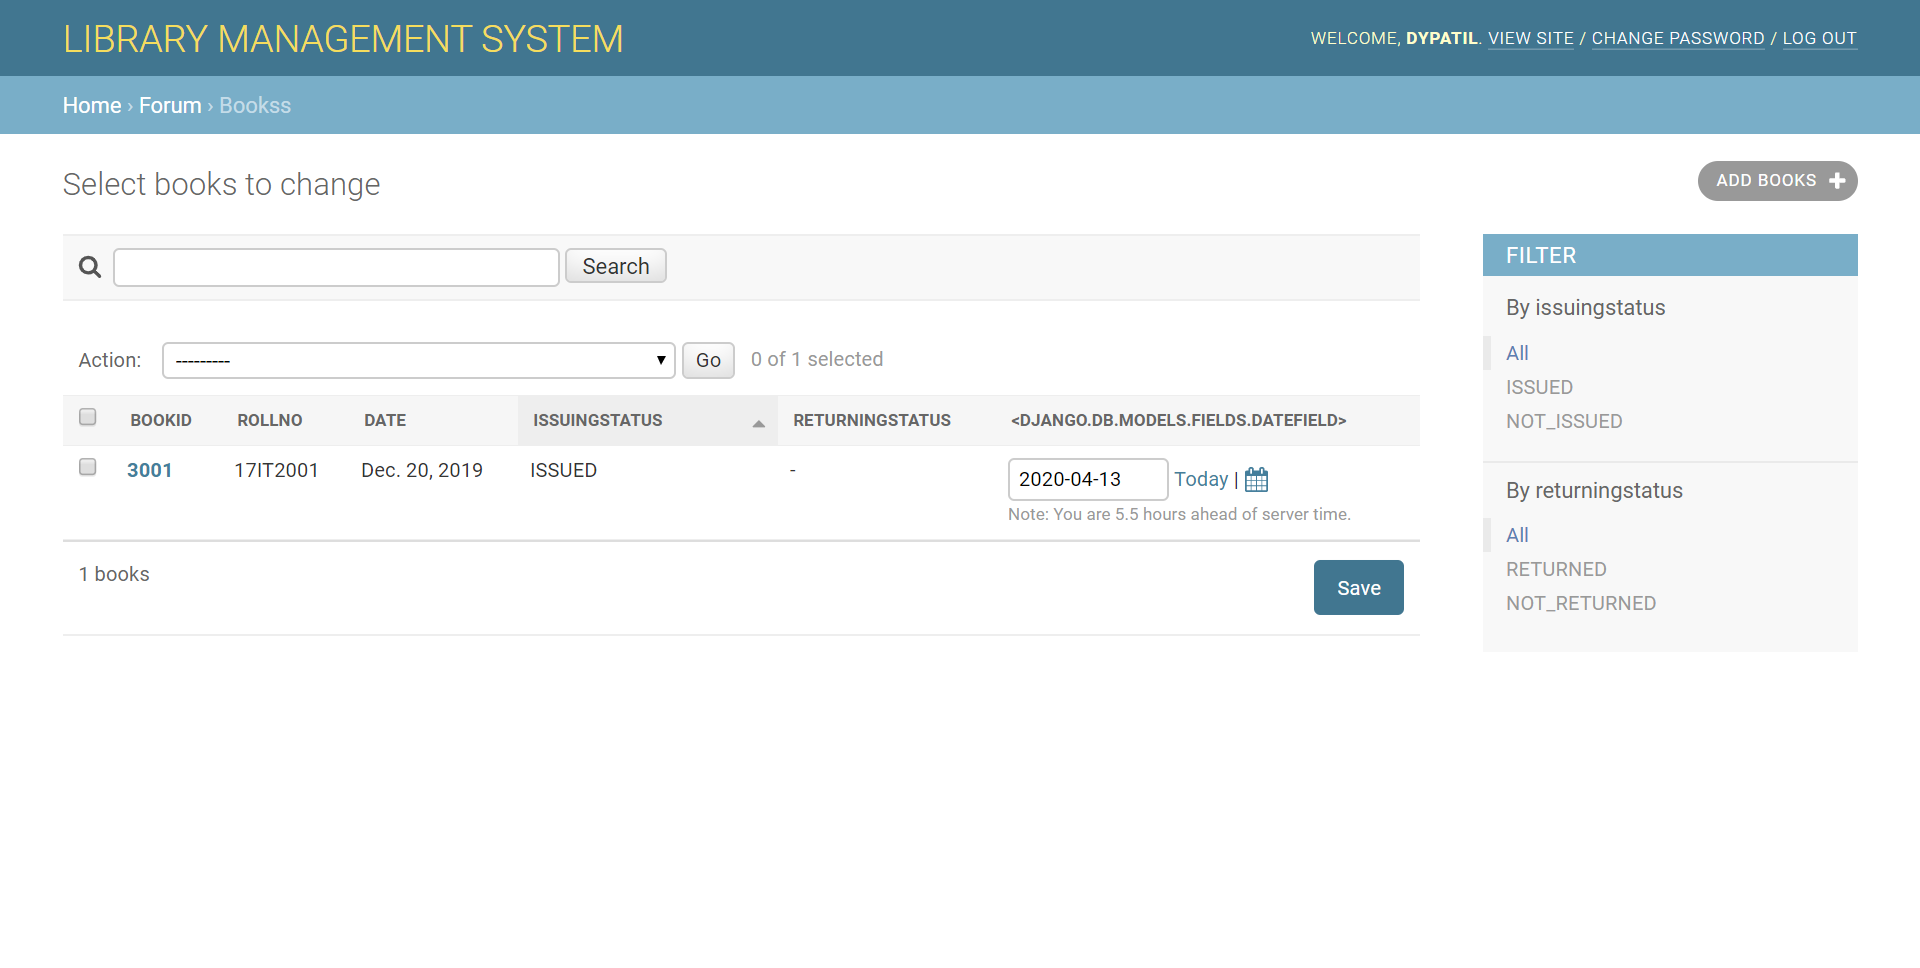 LIBRARY MANAGEMENT SYSTEM
WELCOME, DYPATIL. VIEW SITE / CHANGE PASSWORD / LOG OUT
Home › Forum › Bookss
Select books to change
ADD BOOKS
Search
Action: --------- Go 0 of 1 selected
BOOKID ROLLNO DATE ISSUINGSTATUS RETURNINGSTATUS <DJANGO.DB.MODELS.FIELDS.DATEFIELD>
3001 17IT2001 Dec. 20, 2019 ISSUED - 2020-04-13 Today |
Note: You are 5.5 hours ahead of server time.
1 books
Save
FILTER
By issuingstatus
All
ISSUED
NOT_ISSUED
By returningstatus
All
RETURNED
NOT_RETURNED